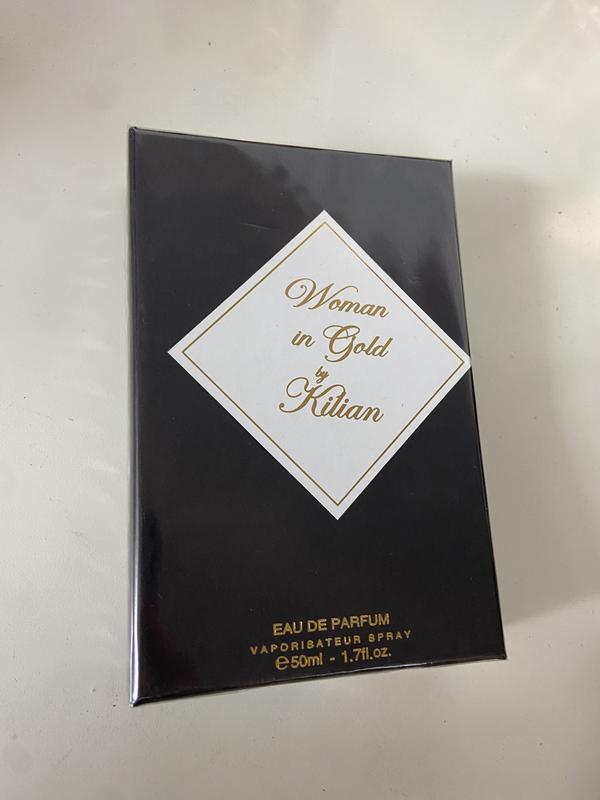 Woman
in Gold
by
Kilian
EAU DE PARFUM
VAPORISATEUR SPRAY
℮50ml - 1.7fl.oz.